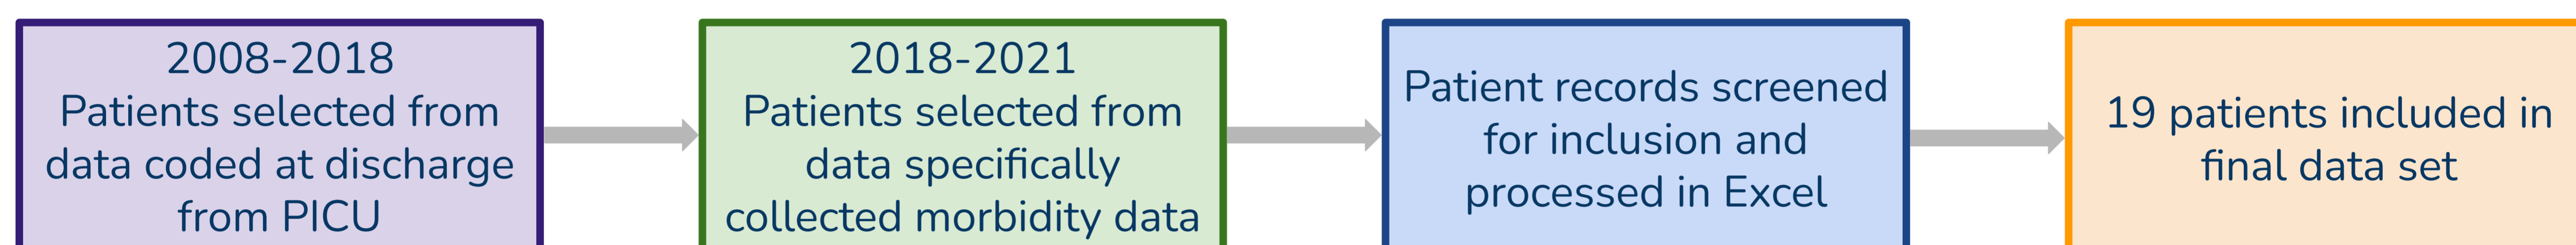 2008-2018
Patients selected from
data coded at discharge
from PICU
2018-2021
Patients selected from
data specifically
collected morbidity data
Patient records screened
for inclusion and
processed in Excel
19 patients included in
final data set